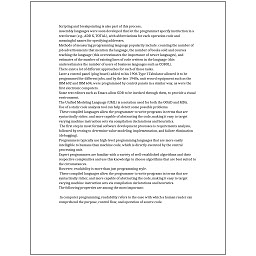 Scripting and breakpointing is also part of this process.
Assembly languages were soon developed that let the programmer specify instruction in a
text format (e.g., ADD X, TOTAL), with abbreviations for each operation code and
meaningful names for specifying addresses.
Methods of measuring programming language popularity include: counting the number of
job advertisements that mention the language, the number of books sold and courses
teaching the language (this overestimates the importance of newer languages), and
estimates of the number of existing lines of code written in the language (this
underestimates the number of users of business languages such as COBOL).
There exist a lot of different approaches for each of those tasks.
Later a control panel (plug board) added to his 1906 Type I Tabulator allowed it to be
programmed for different jobs, and by the late 1940s, unit record equipment such as the
IBM 602 and IBM 604, were programmed by control panels in a similar way, as were the
first electronic computers.
Some text editors such as Emacs allow GDB to be invoked through them, to provide a visual
environment.
The Unified Modeling Language (UML) is a notation used for both the OOAD and MDA.
Use of a static code analysis tool can help detect some possible problems.
These compiled languages allow the programmer to write programs in terms that are
syntactically richer, and more capable of abstracting the code, making it easy to target
varying machine instruction sets via compilation declarations and heuristics.
The first step in most formal software development processes is requirements analysis,
followed by testing to determine value modeling, implementation, and failure elimination
(debugging).
Programmers typically use high-level programming languages that are more easily
intelligible to humans than machine code, which is directly executed by the central
processing unit.
Expert programmers are familiar with a variety of well-established algorithms and their
respective complexities and use this knowledge to choose algorithms that are best suited to
the circumstances.
However, readability is more than just programming style.
These compiled languages allow the programmer to write programs in terms that are
syntactically richer, and more capable of abstracting the code, making it easy to target
varying machine instruction sets via compilation declarations and heuristics.
The following properties are among the most important:
In computer programming, readability refers to the ease with which a human reader can
comprehend the purpose, control flow, and operation of source code.